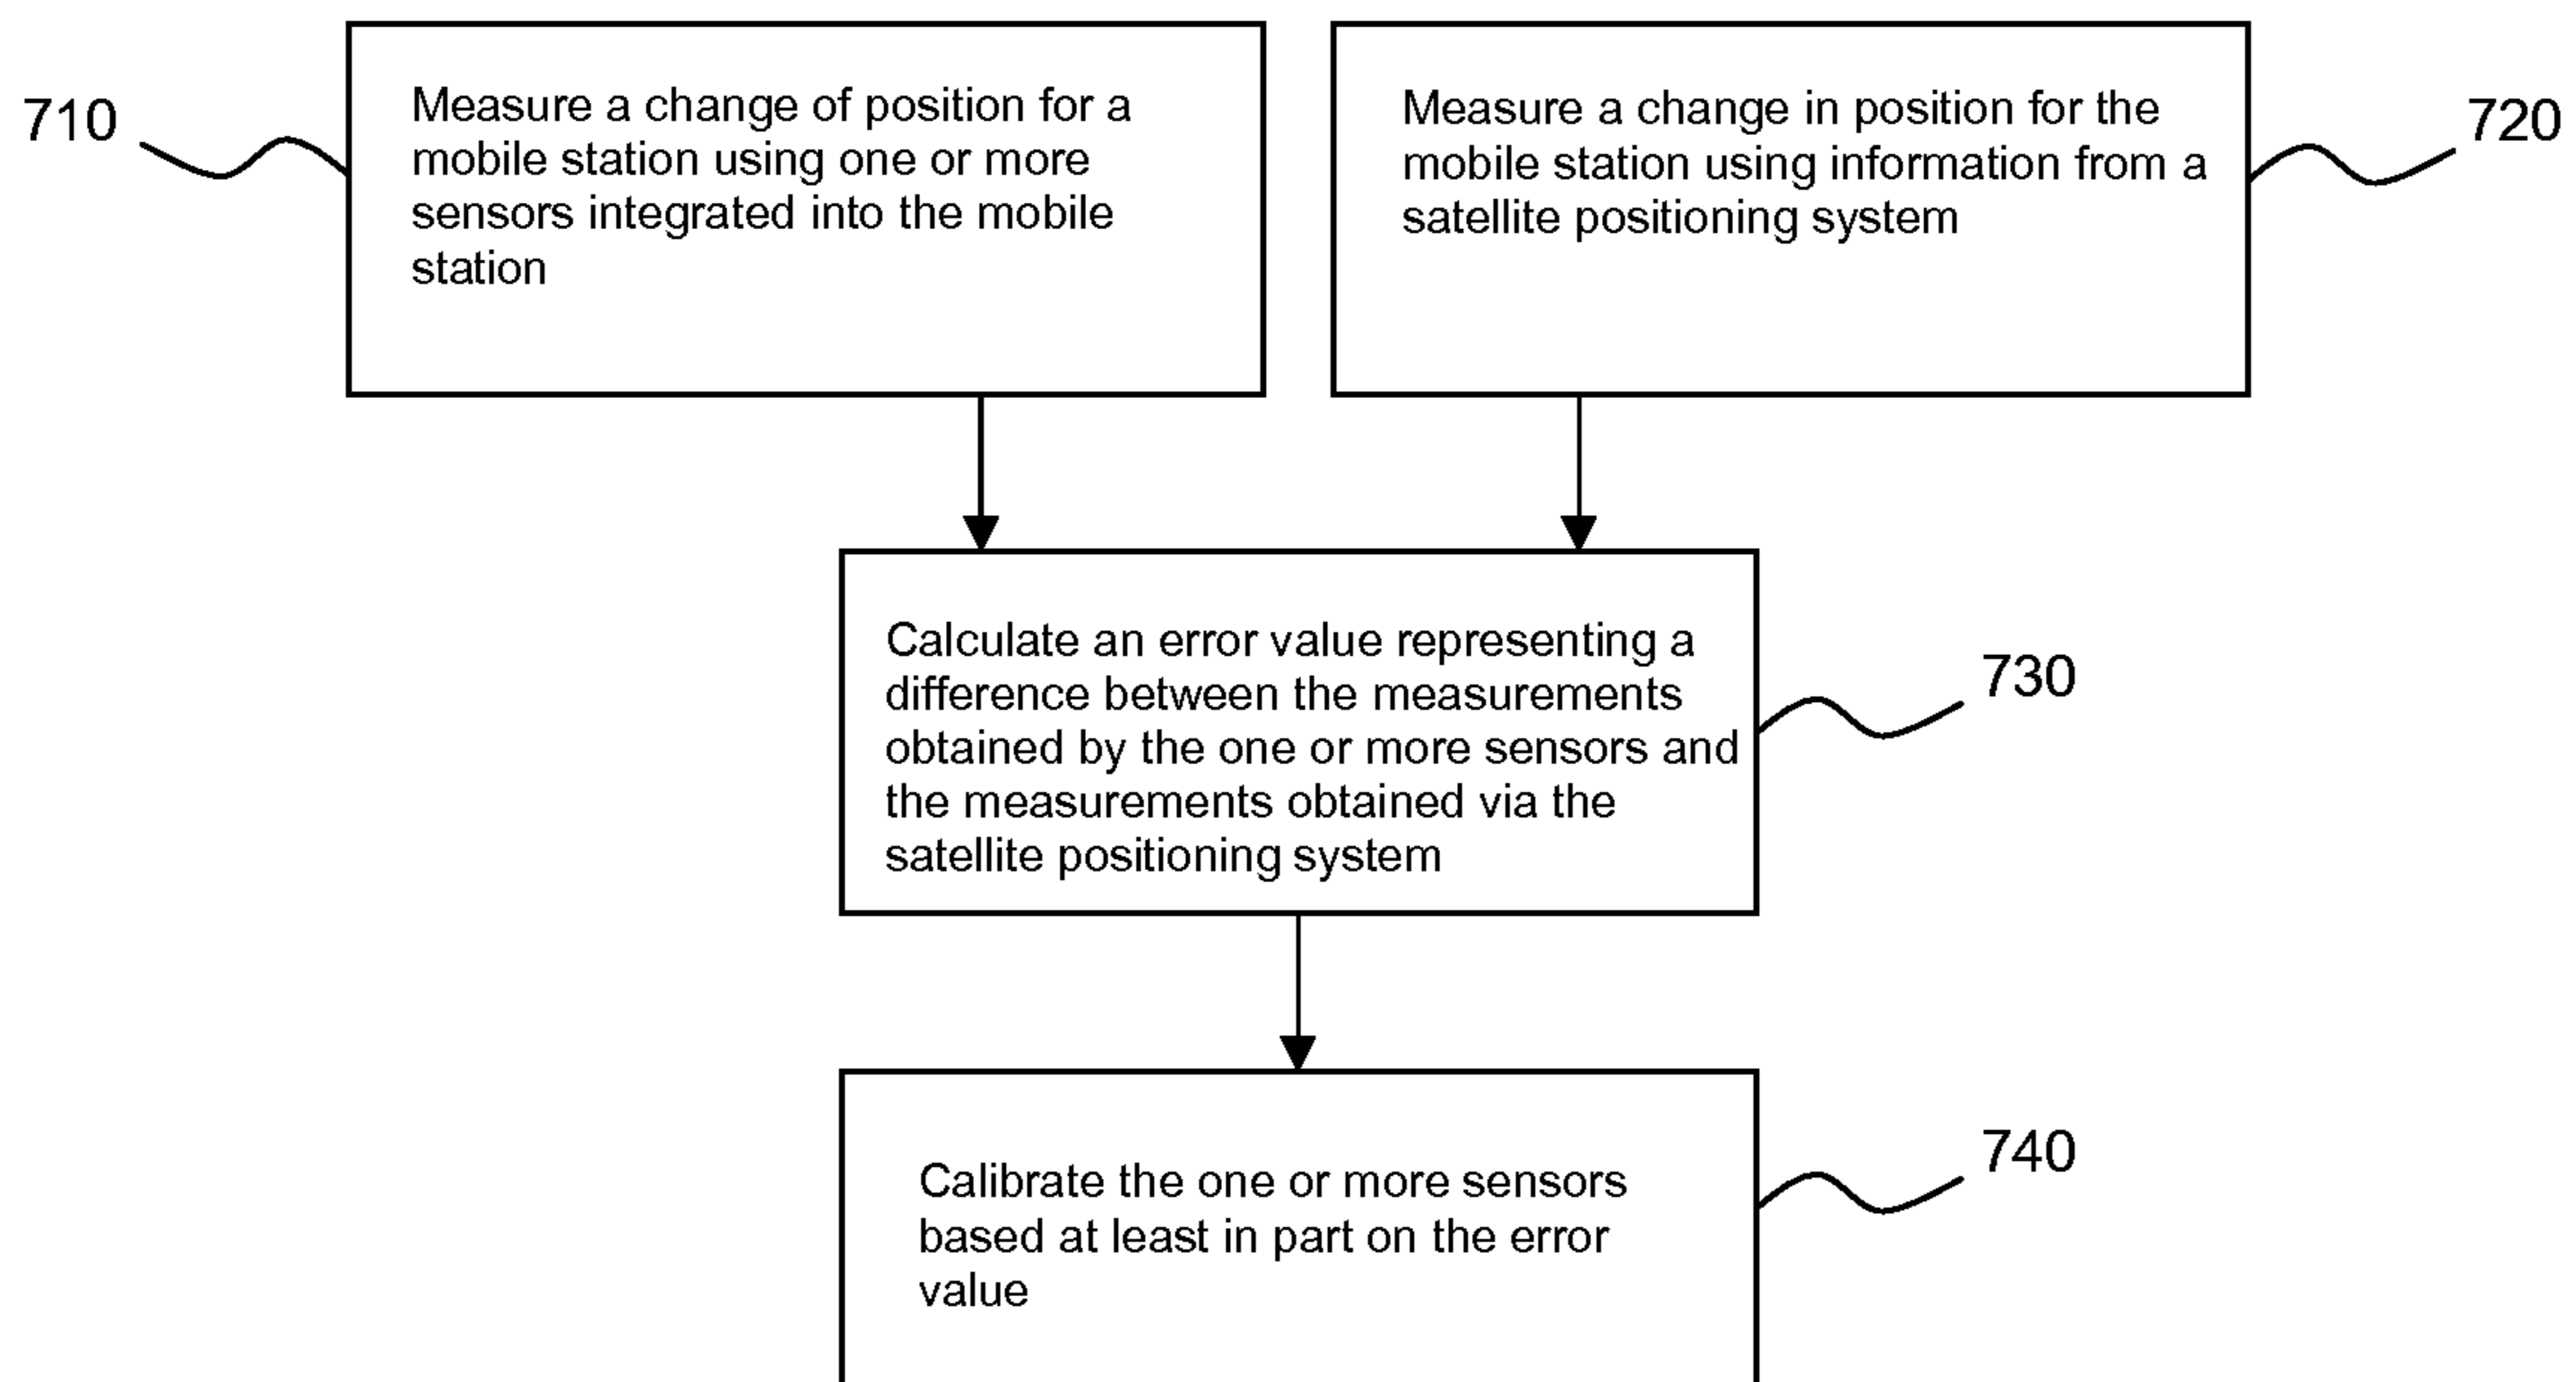 710
Measure a change of position for a
mobile station using one or more
sensors integrated into the mobile
station
Measure a change in position for the
mobile station using information from a
satellite positioning system
720
Calculate an error value representing a
difference between the measurements
obtained by the one or more sensors and
the measurements obtained via the
satellite positioning system
730
Calibrate the one or more sensors
based at least in part on the error
value
740